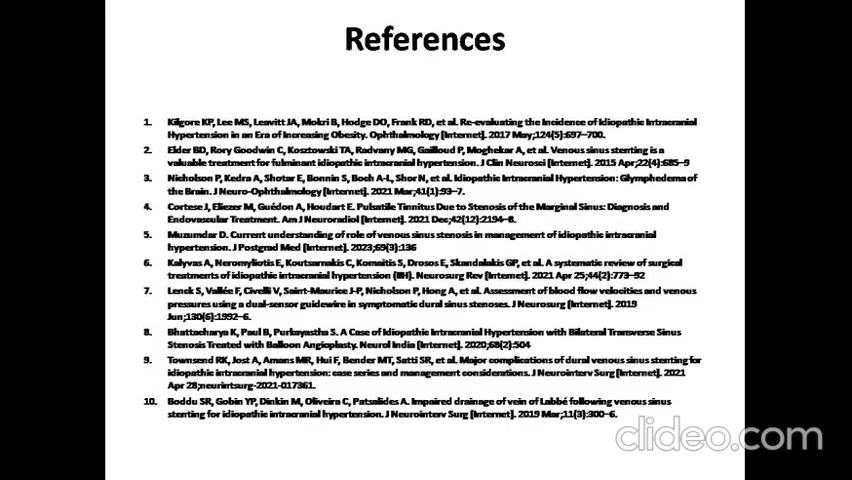 References
1. Kilgore KP, Lee MS, Leavitt JA, Mokri B, Hodge DO, Frank RD, et al. Re-evaluating the Incidence of Idiopathic Intracranial
Hypertension in an Era of Increasing Obesity. Ophthalmology [Internet]. 2017 May;124(5):697–700.
2. Elder BD, Rory Goodwin C, Kosztowski TA, Radvany MG, Gailloud P, Moghekar A, et al. Venous sinus stenting is a
valuable treatment for fulminant idiopathic intracranial hypertension. J Clin Neurosci [Internet]. 2015 Apr;22(4):685–9
3. Nicholson P, Kedra A, Shotar E, Bonnin S, Boch A-L, Shor N, et al. Idiopathic Intracranial Hypertension: Glymphedema of
the Brain. J Neuro-Ophthalmology [Internet]. 2021 Mar;41(1):93–7.
4. Cortese J, Eliezer M, Guédon A, Houdart E. Pulsatile Tinnitus Due to Stenosis of the Marginal Sinus: Diagnosis and
Endovascular Treatment. Am J Neuroradiol [Internet]. 2021 Dec;42(12):2194–8.
5. Muzumdar D. Current understanding of role of venous sinus stenosis in management of idiopathic intracranial
hypertension. J Postgrad Med [Internet]. 2023;69(3):136
6. Kalyvas A, Neromyliotis E, Koutsarnakis C, Komaitis S, Drosos E, Skandalakis GP, et al. A systematic review of surgical
treatments of idiopathic intracranial hypertension (IIH). Neurosurg Rev [Internet]. 2021 Apr 25;44(2):773–92
7. Lenck S, Vallée F, Civelli V, Saint-Maurice J-P, Nicholson P, Hong A, et al. Assessment of blood flow velocities and venous
pressures using a dual-sensor guidewire in symptomatic dural sinus stenoses. J Neurosurg [Internet]. 2019
Jun;130(6):1992–6.
8. Bhattacharya K, Paul B, Purkayastha S. A Case of Idiopathic Intracranial Hypertension with Bilateral Transverse Sinus
Stenosis Treated with Balloon Angioplasty. Neurol India [Internet]. 2020;68(2):504
9. Townsend RK, Jost A, Amans MR, Hui F, Bender MT, Satti SR, et al. Major complications of dural venous sinus stenting for
idiopathic intracranial hypertension: case series and management considerations. J Neurointerv Surg [Internet]. 2021
Apr 28;neurintsurg-2021-017361.
10. Boddu SR, Gobin YP, Dinkin M, Oliveira C, Patsalides A. Impaired drainage of vein of Labbé following venous sinus
stenting for idiopathic intracranial hypertension. J Neurointerv Surg [Internet]. 2019 Mar;11(3):300–6.
clideo.com